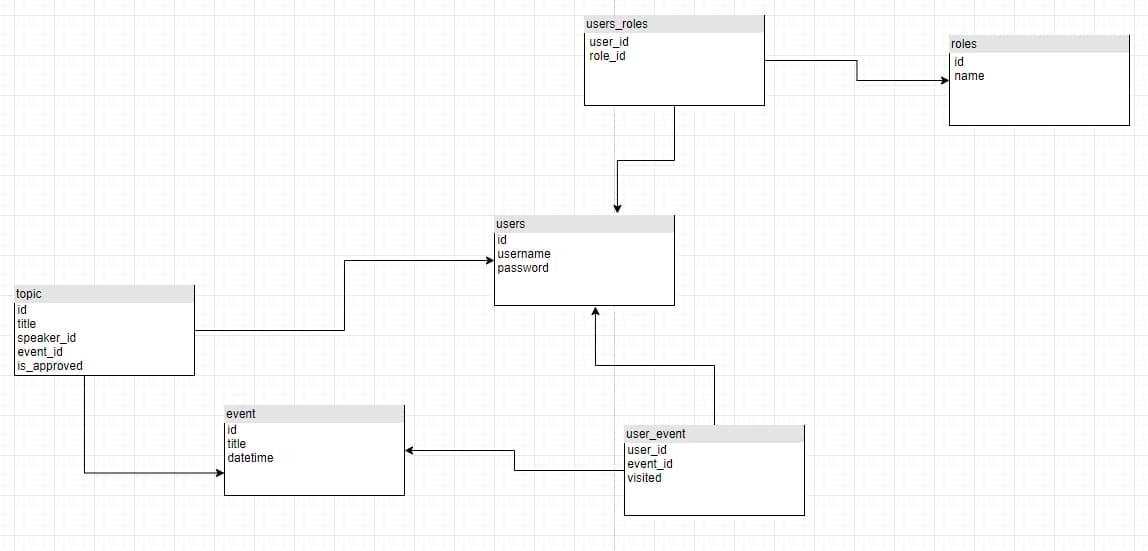 users_roles
user_id
role_id
roles
id
name
users
id
username
password
topic
id
title
speaker_id
event_id
is_approved
event
id
title
datetime
user_event
user_id
event_id
visited